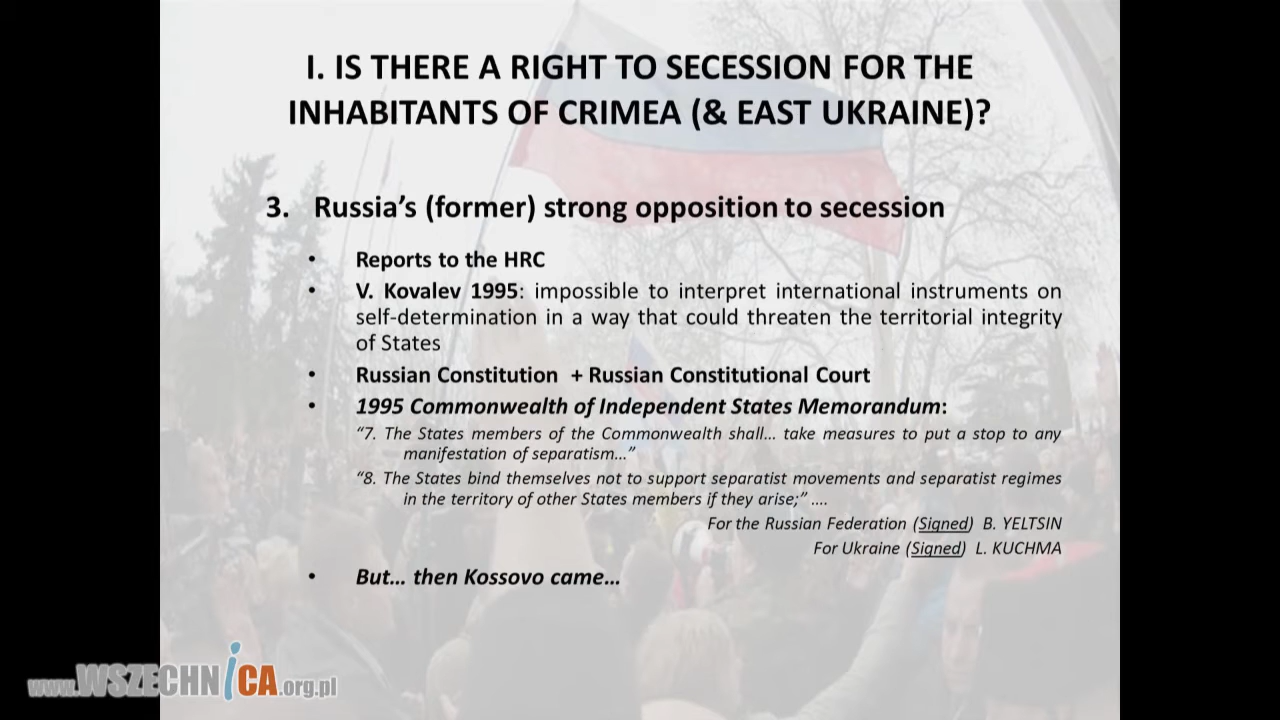 I. IS THERE A RIGHT TO SECESSION FOR THE
INHABITANTS OF CRIMEA (& EAST UKRAINE)?
3. Russia’s (former) strong opposition to secession
• Reports to the HRC
• V. Kovalev 1995: impossible to interpret international instruments on
self-determination in a way that could threaten the territorial integrity
of States
• Russian Constitution + Russian Constitutional Court
• 1995 Commonwealth of Independent States Memorandum:
“7. The States members of the Commonwealth shall… take measures to put a stop to any
manifestation of separatism…”
“8. The States bind themselves not to support separatist movements and separatist regimes
in the territory of other States members if they arise;” ….
For the Russian Federation (Signed) B. YELTSIN
For Ukraine (Signed) L. KUCHMA
• But… then Kossovo came…
www.WSZECHNiCA.org.pl